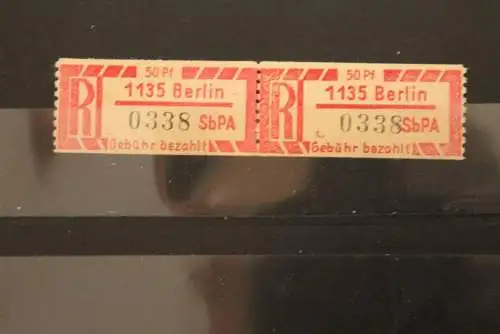 50 Pf
R 1135 Berlin
0338 SbPA
Gebühr bezahlt
50 Pf
R 1135 Berlin
0338 SbPA
Gebühr bezahlt